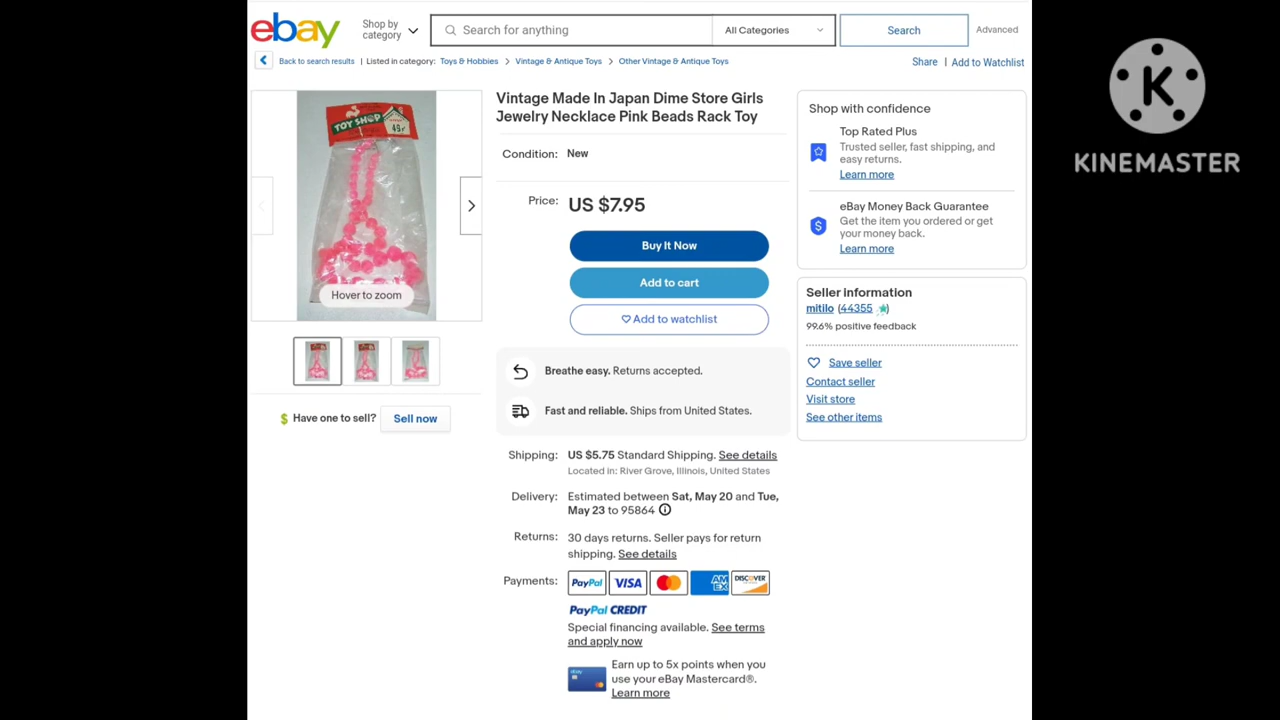 ebay
Shop by
category
Search for anything
All Categories
Search
Advanced
Back to search results
Listed in category:
Toys & Hobbies
Vintage & Antique Toys
Other Vintage & Antique Toys
Share
Add to Watchlist
TOY SHOP
49¢
Hover to zoom
$ Have one to sell?
Sell now
Vintage Made In Japan Dime Store Girls
Jewelry Necklace Pink Beads Rack Toy
Condition: New
Price: US $7.95
Buy It Now
Add to cart
Add to watchlist
Breathe easy. Returns accepted.
Fast and reliable. Ships from United States.
Shipping: US $5.75 Standard Shipping. See details
Located in: River Grove, Illinois, United States
Delivery: Estimated between Sat, May 20 and Tue,
May 23 to 95864
Returns: 30 days returns. Seller pays for return
shipping. See details
Payments: PayPal VISA AM EX DISCOVER
PayPal CREDIT
Special financing available. See terms
and apply now
Earn up to 5x points when you
use your eBay Mastercard®.
Learn more
Shop with confidence
Top Rated Plus
Trusted seller, fast shipping, and
easy returns.
Learn more
eBay Money Back Guarantee
Get the item you ordered or get
your money back.
Learn more
Seller information
mitilo (44355)
99.6% positive feedback
Save seller
Contact seller
Visit store
See other items
K
KINEMASTER